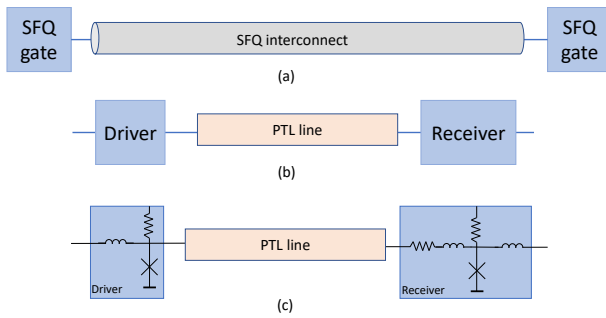 SFQ
gate
SFQ interconnect
SFQ
gate
(a)
Driver
PTL line
Receiver
(b)
PTL line
Driver
Receiver
(c)